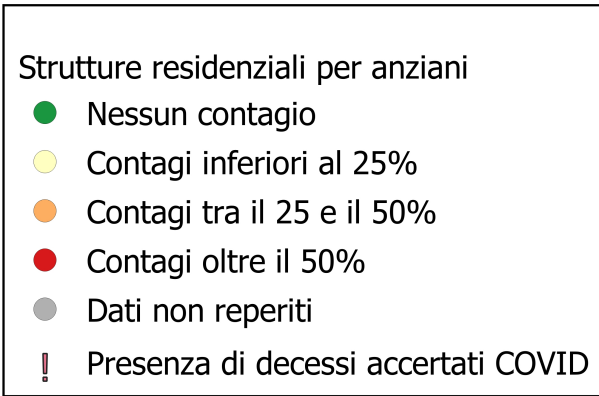 Strutture residenziali per anziani
Nessun contagio
Contagi inferiori al 25%
Contagi tra il 25 e il 50%
Contagi oltre il 50%
Dati non reperiti
! Presenza di decessi accertati COVID